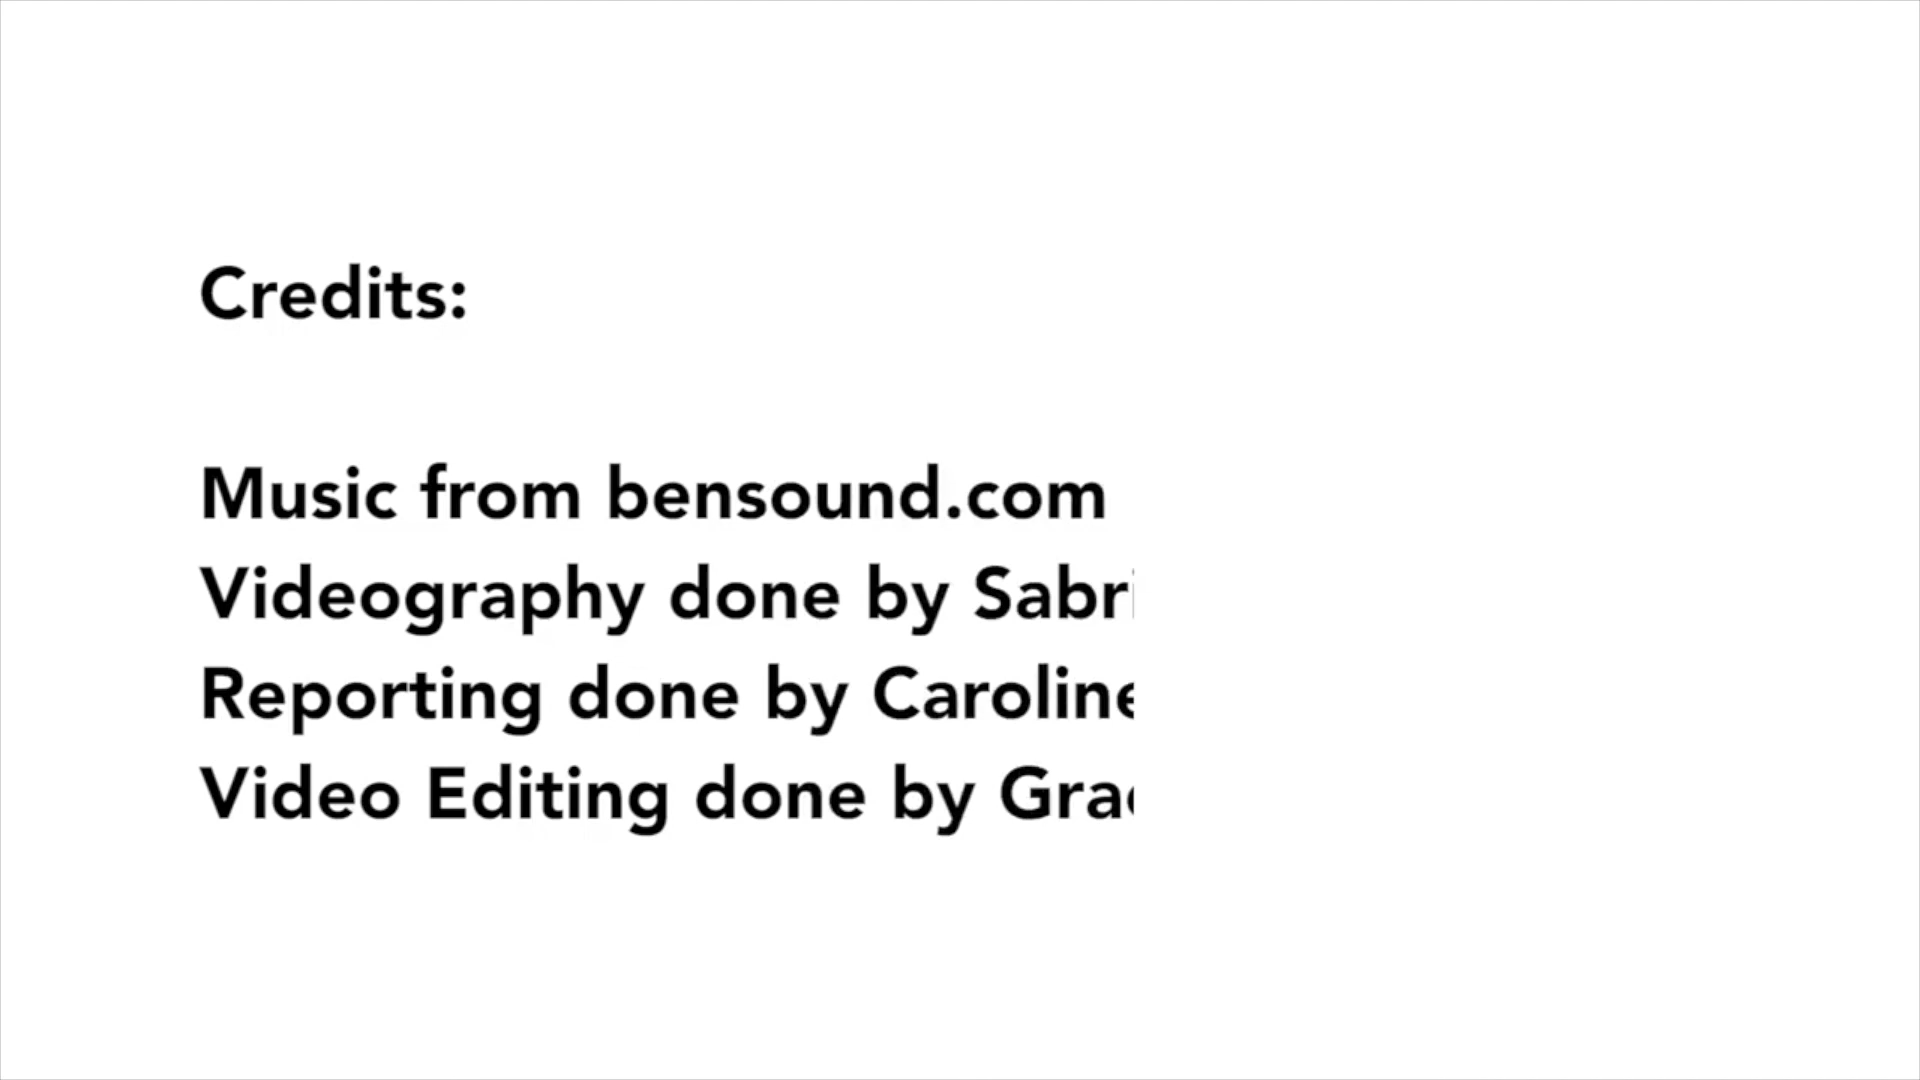 Credits:
Music from bensound.com
Videography done by Sabri
Reporting done by Caroline
Video Editing done by Gra